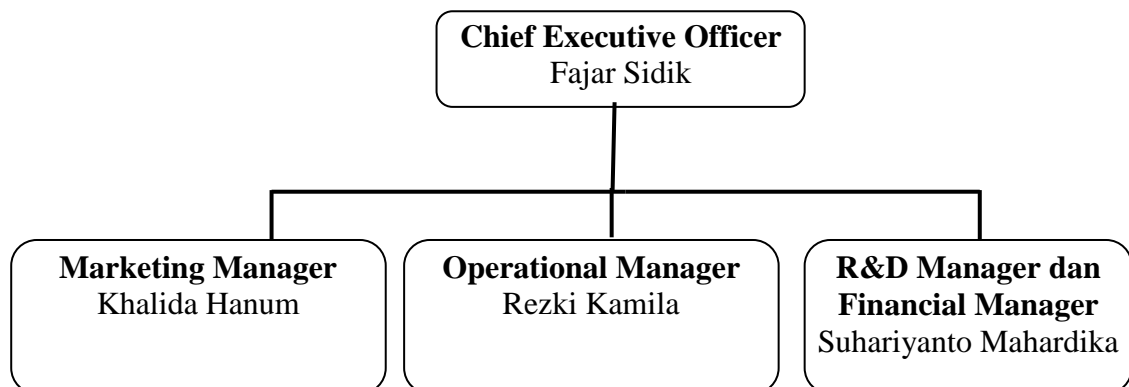 Chief Executive Officer
Fajar Sidik
Marketing Manager
Khalida Hanum
Operational Manager
Rezki Kamila
R&D Manager dan
Financial Manager
Suhariyanto Mahardika